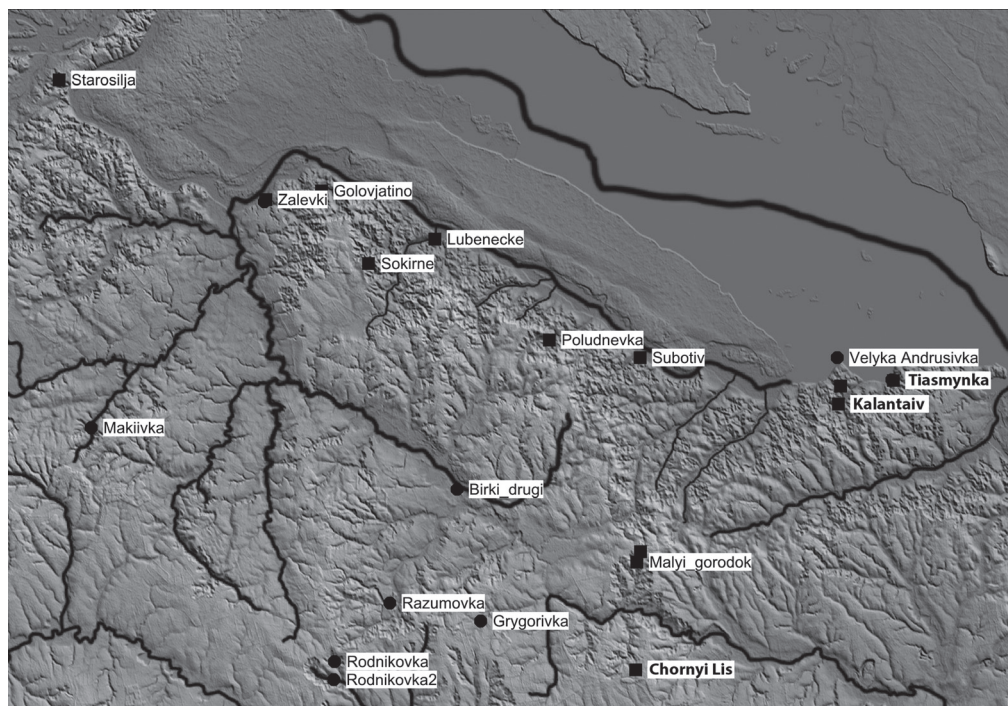 Starosilja
Golovjatino
Zalevki
Lubenecke
Sokirne
Poludnevka
Subotiv
Velyka Andrusivka
Tiasmynka
Kalantaiv
Makiivka
Birki_drugi
Malyi_gorodok
Razumovka
Grygorivka
Rodnikovka
Chornyi Lis
Rodnikovka2